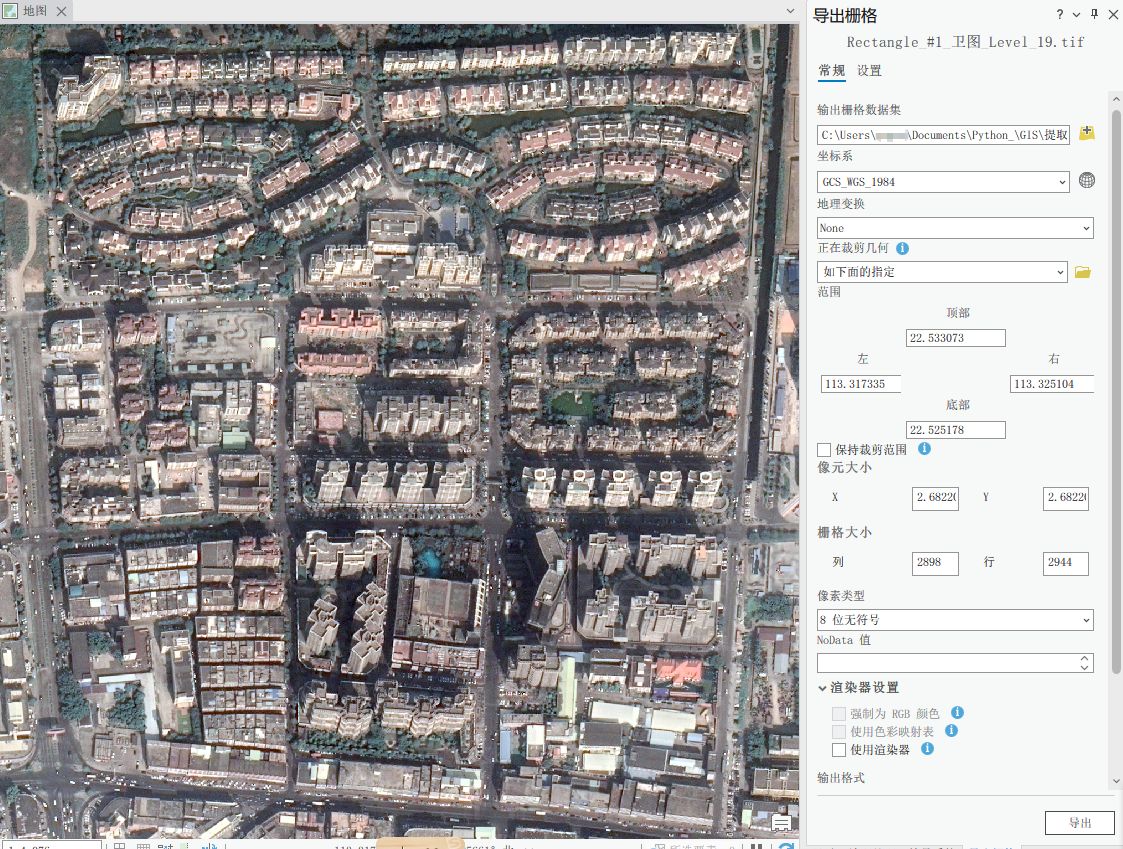 地图
导出栅格
Rectangle_#1_卫图_Level_19.tif
常规 设置
输出栅格数据集
C:\Users\ \Documents\Python_\GIS\提取
坐标系
GCS_WGS_1984
地理变换
None
正在裁剪几何
如下面的指定
范围
顶部
22.533073
左 右
113.317335 113.325104
底部
22.525178
保持裁剪范围
像元大小
X 2.6822 Y 2.6822
栅格大小
列 2898 行 2944
像素类型
8 位无符号
NoData 值
渲染器设置
强制为 RGB 颜色
使用色彩映射表
使用渲染器
输出格式
导出